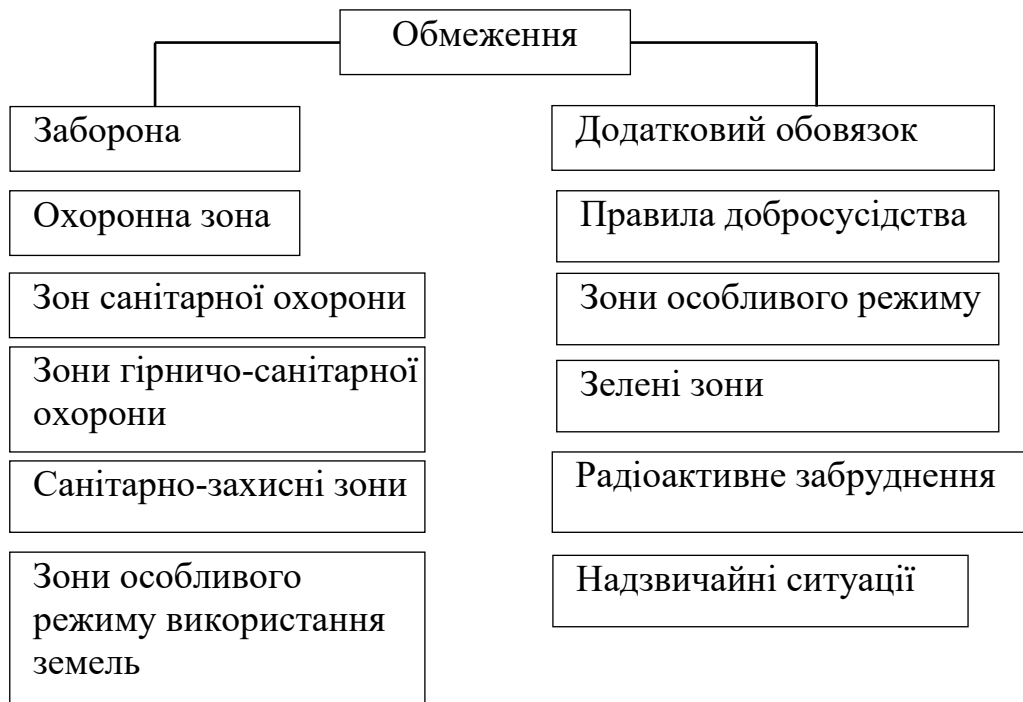 Обмеження
Заборона
Охоронна зона
Зон санітарної охорони
Зони гірничо-санітарної
охорони
Санітарно-захисні зони
Зони особливого
режиму використання
земель
Додатковий обовязок
Правила добросусідства
Зони особливого режиму
Зелені зони
Радіоактивне забруднення
Надзвичайні ситуації